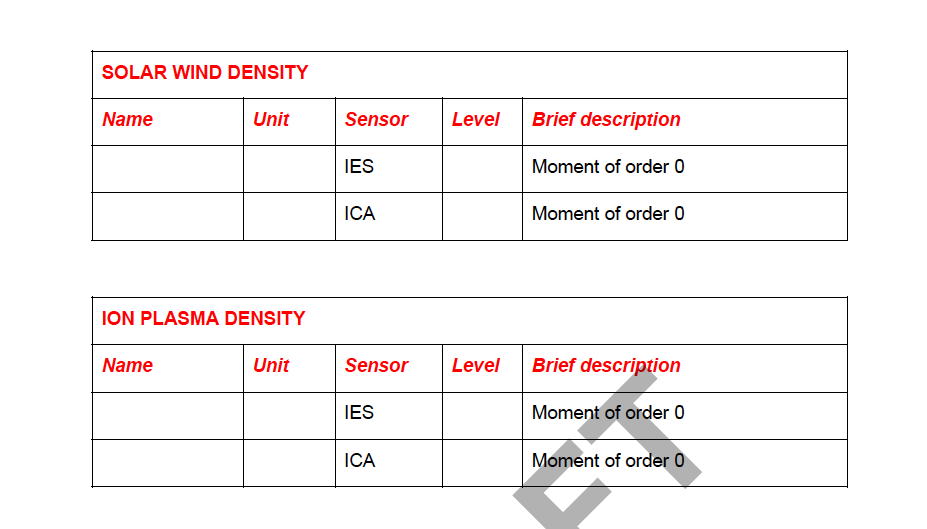 SOLAR WIND DENSITY
Name Unit Sensor Level Brief description
IES Moment of order 0
ICA Moment of order 0
ION PLASMA DENSITY
Name Unit Sensor Level Brief description
IES Moment of order 0
ICA Moment of order 0
FT